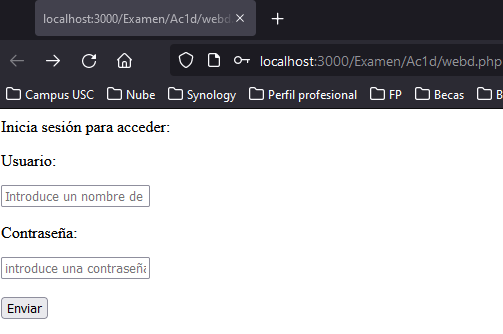 localhost:3000/Examen/Ac1d/webd
localhost:3000/Examen/Ac1d/webd.php
Campus USC Nube Synology Perfil profesional FP Becas B
Inicia sesión para acceder:
Usuario:
Introduce un nombre de
Contraseña:
introduce una contraseña
Enviar